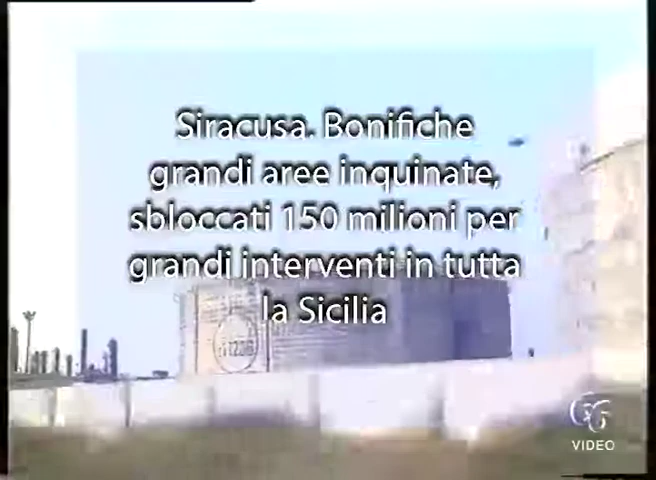 Siracusa. Bonifiche
grandi aree inquinate,
sbloccati 150 milioni per
grandi interventi in tutta
la Sicilia
VIDEO